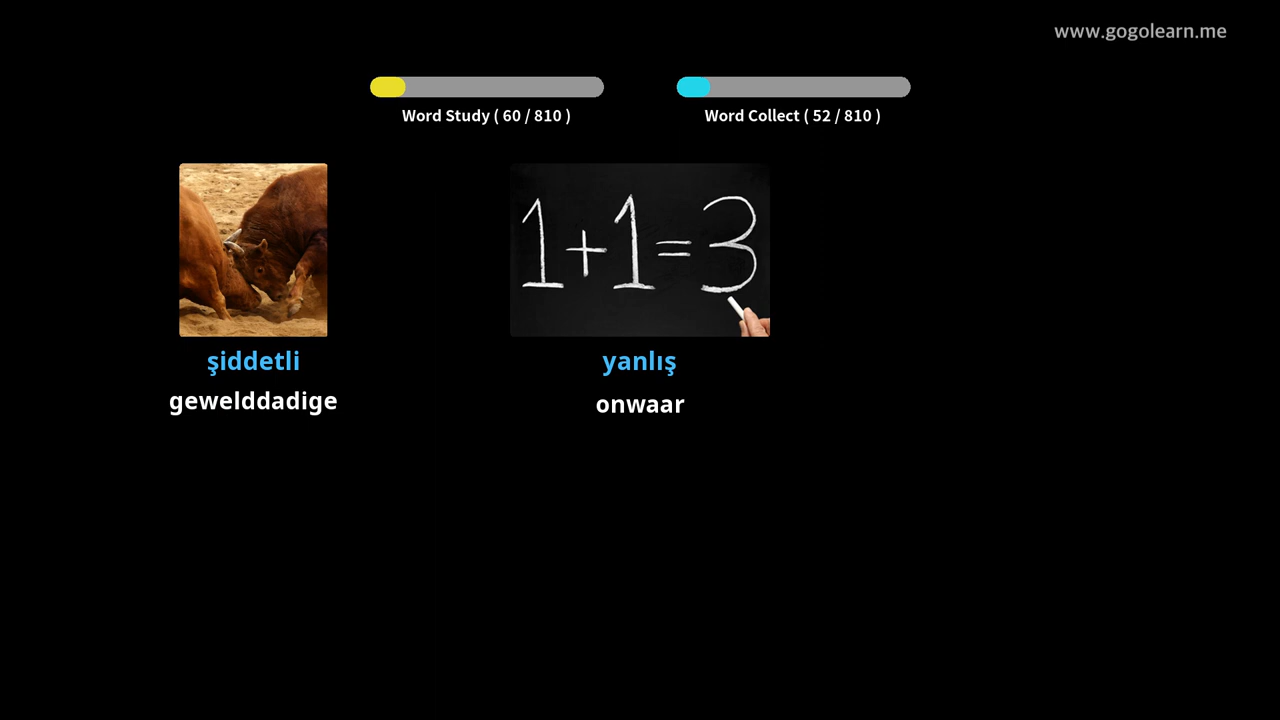 www.gogolearn.me
Word Study ( 60 / 810 )
Word Collect ( 52 / 810 )
1+1=3
şiddetli
gewelddadige
yanlış
onwaar